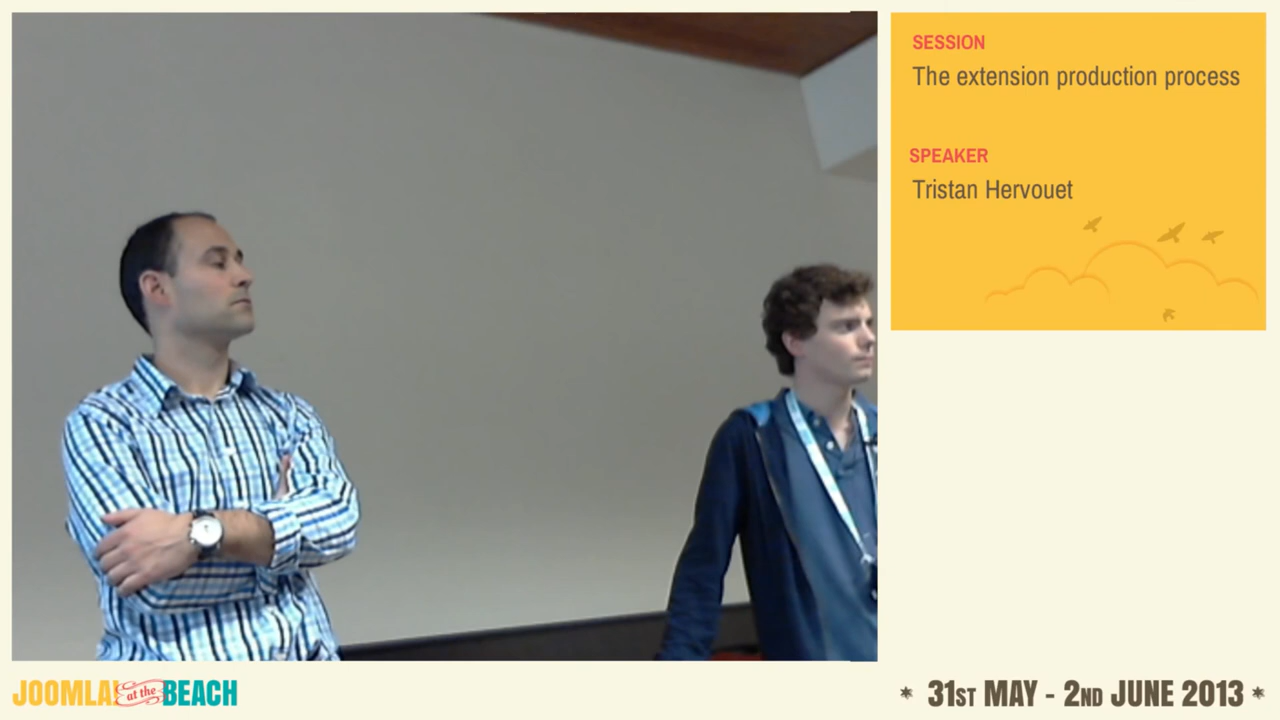 SESSION
The extension production process
SPEAKER
Tristan Hervouet
JOOMLA! at the BEACH
* 31ST MAY - 2ND JUNE 2013 *